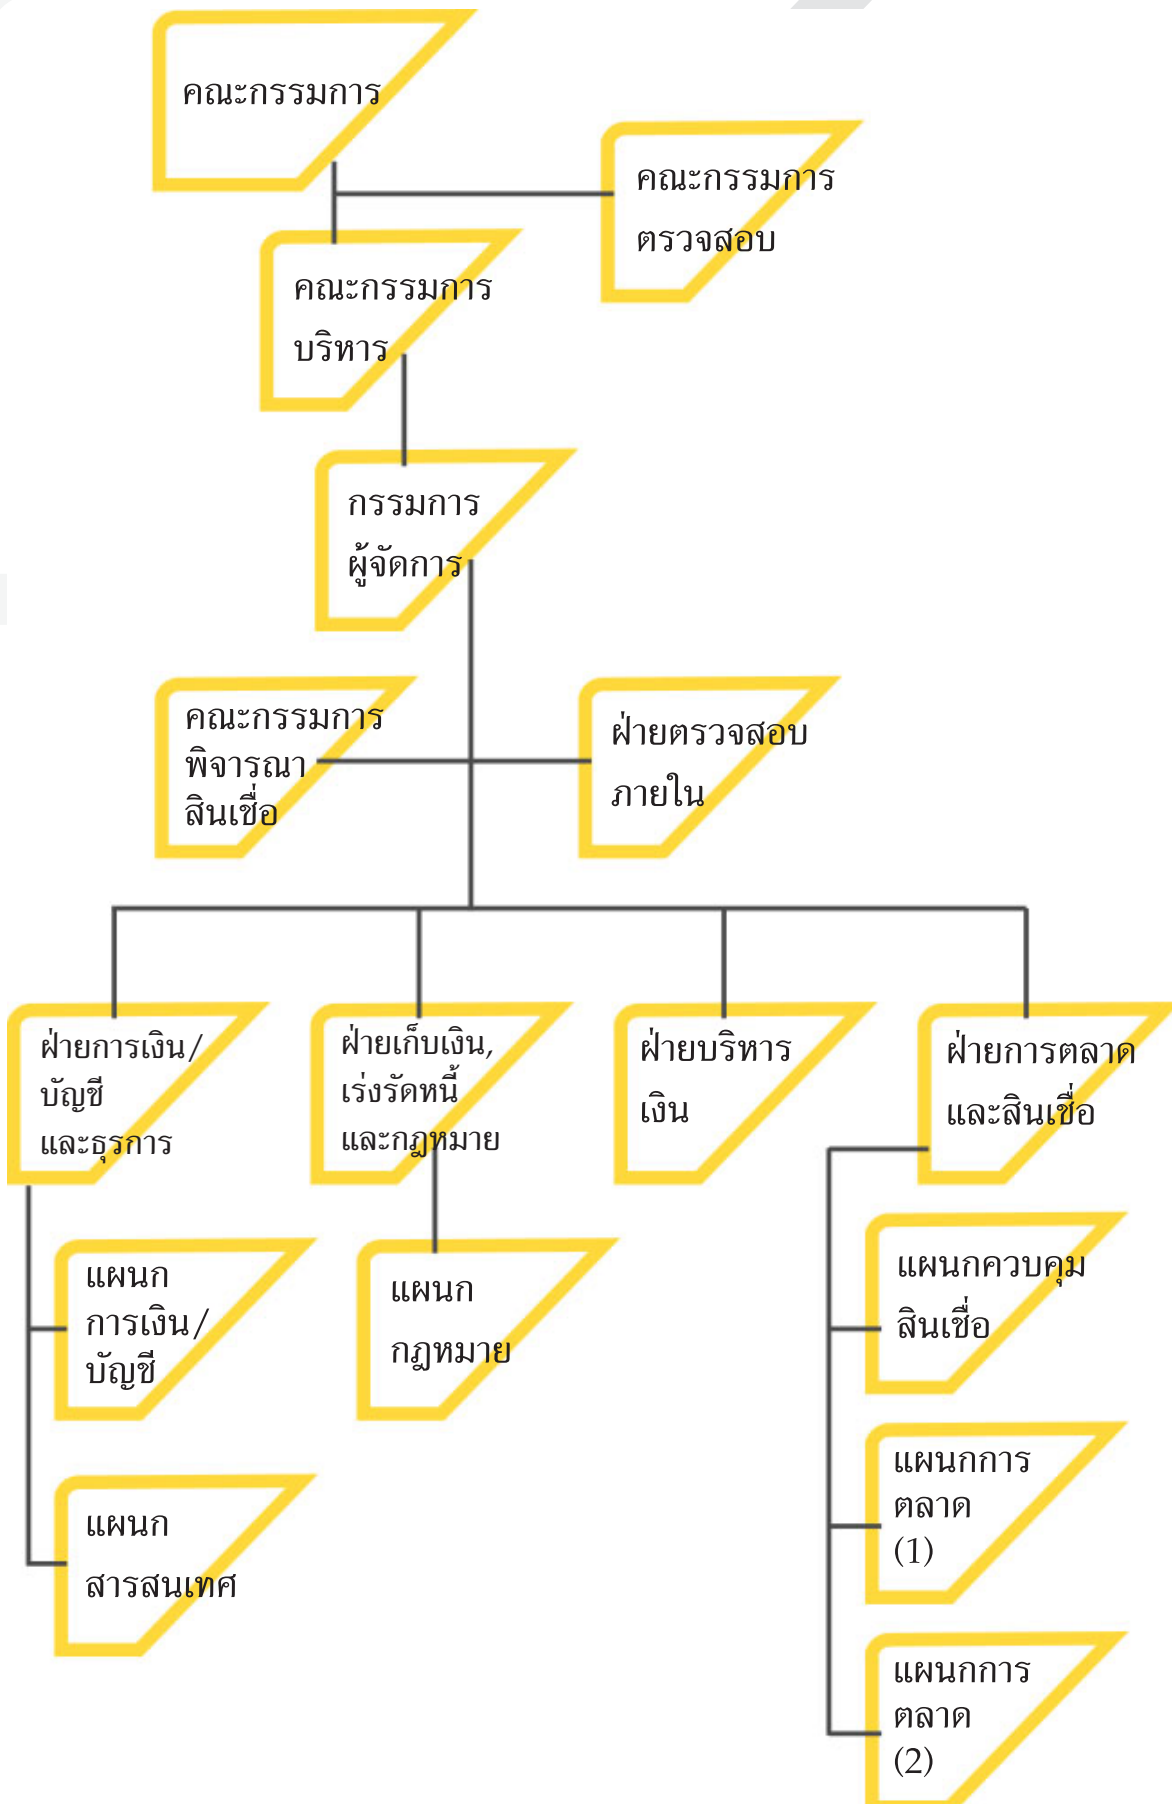 คณะกรรมการ
คณะกรรมการ
ตรวจสอบ
คณะกรรมการ
บริหาร
กรรมการ
ผู้จัดการ
คณะกรรมการ
พิจารณา
สินเชื่อ
ฝ่ายตรวจสอบ
ภายใน
ฝ่ายการเงิน/
บัญชี
และธุรการ
ฝ่ายเก็บเงิน,
เร่งรัดหนี้
และกฎหมาย
ฝ่ายบริหาร
เงิน
ฝ่ายการตลาด
และสินเชื่อ
แผนก
การเงิน/
บัญชี
แผนก
กฎหมาย
แผนกควบคุม
สินเชื่อ
แผนก
สารสนเทศ
แผนกการ
ตลาด
(1)
แผนกการ
ตลาด
(2)